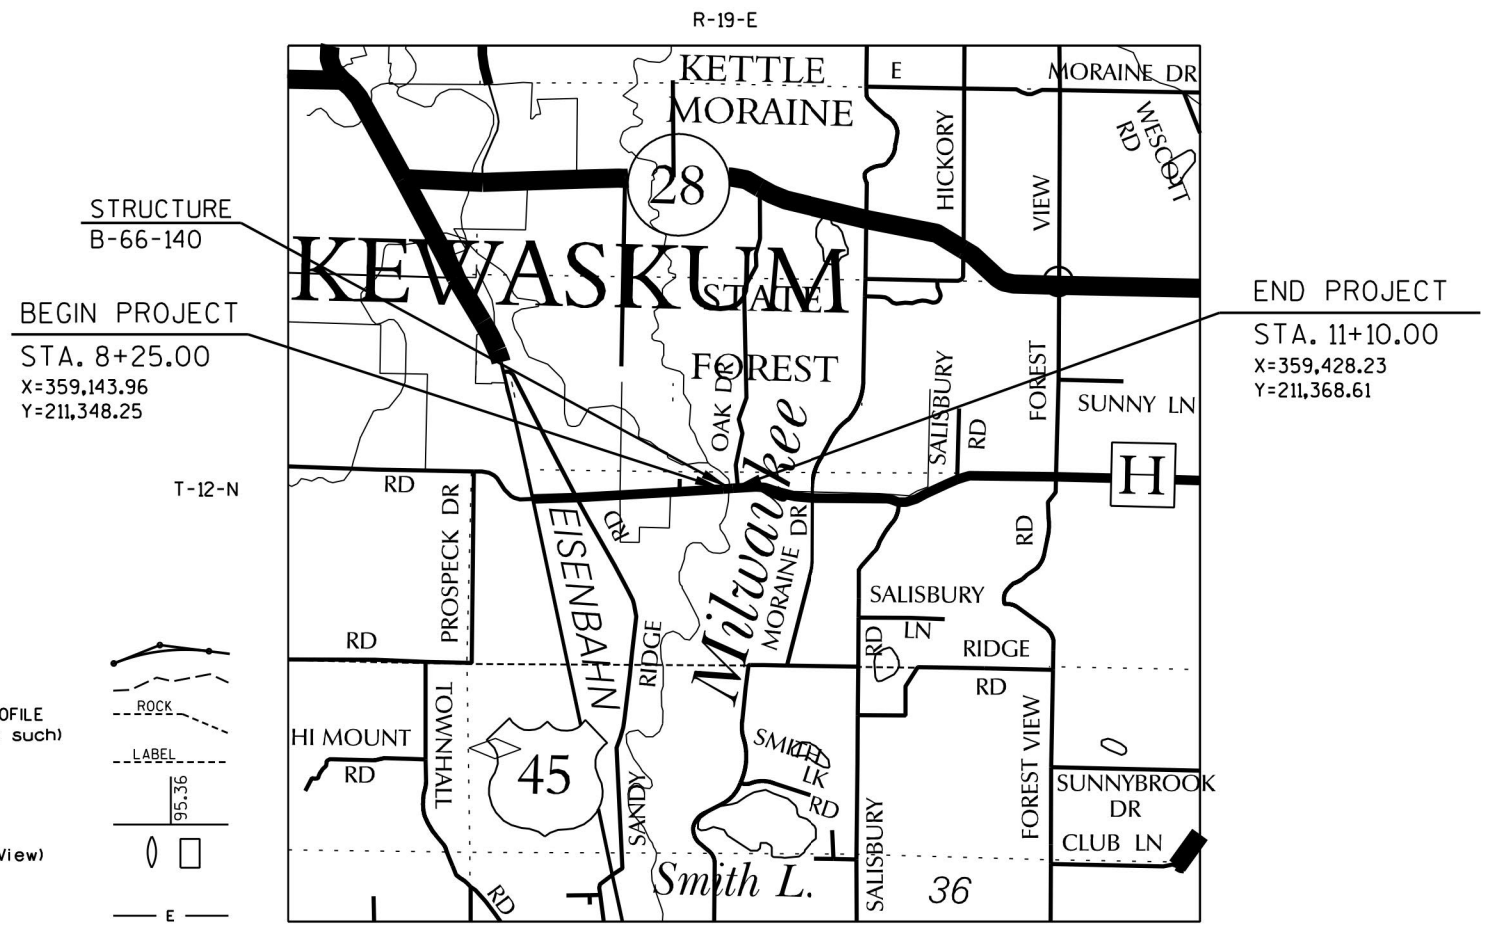 R-19-E
KETTLE
MORAINE
E
MORAINE DR
WESCOTT
RD
HICKORY
VIEW
28
STRUCTURE
B-66-140
KEWASKUM
STATE
FOREST
BEGIN PROJECT
STA. 8+25.00
X=359,143.96
Y=211,348.25
END PROJECT
STA. 11+10.00
X=359,428.23
Y=211,368.61
OAK DR
SALISBURY
RD
FOREST
SUNNY LN
T-12-N
RD
H
PROSPECK DR
EISENBAHN
RD
Milwaukee
MORAINE DR
RD
SALISBURY
LN
RD
RD
RIDGE
RIDGE
RD
ROCK
OFILE
such)
LABEL
95.36
View)
E
HI MOUNT
RD
TOWNHALL
RD
45
SANDY
SMITH
LK
RD
Smith L.
SALISBURY
36
FOREST VIEW
SUNNYBROOK
DR
CLUB LN